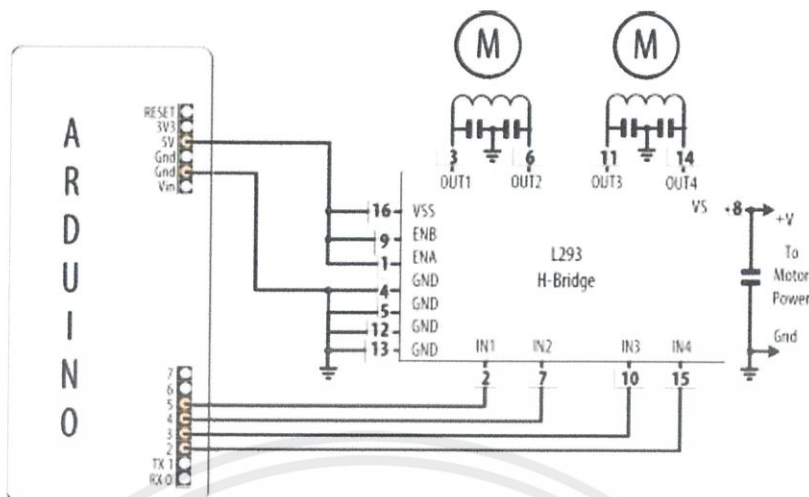 M M
ARDUINO
RESET
3V3
5V
Gnd
Gnd
Vin
3 6 11 14
OUT1 OUT2 OUT3 OUT4
16 VSS
9 ENB
1 ENA
4 GND
5 GND
12 GND
13 GND
L293
H-Bridge
VS 8 +V
To
Motor
Power
Gnd
IN1 IN2 IN3 IN4
2 7 10 15
7
6
5
4
3
2
TX 1
RX 0